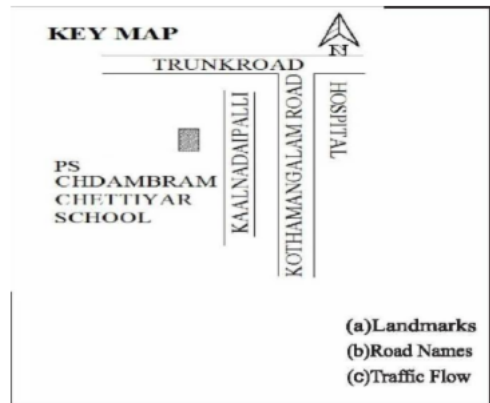 KEY MAP
N
TRUNKROAD
KAALNADAIPALLI
KOTHAMANGALAM ROAD
HOSPITAL
PS
CHDAMBRAM
CHETTIYAR
SCHOOL
(a)Landmarks
(b)Road Names
(c)Traffic Flow